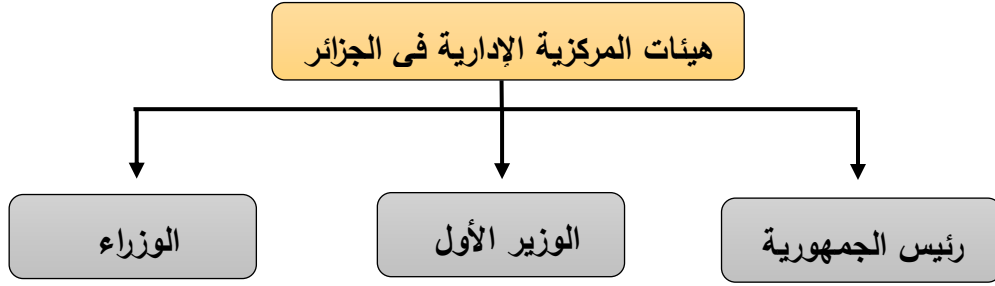 هيئات المركزية الإدارية فى الجزائر
رئيس الجمهورية
الوزير الأول
الوزراء